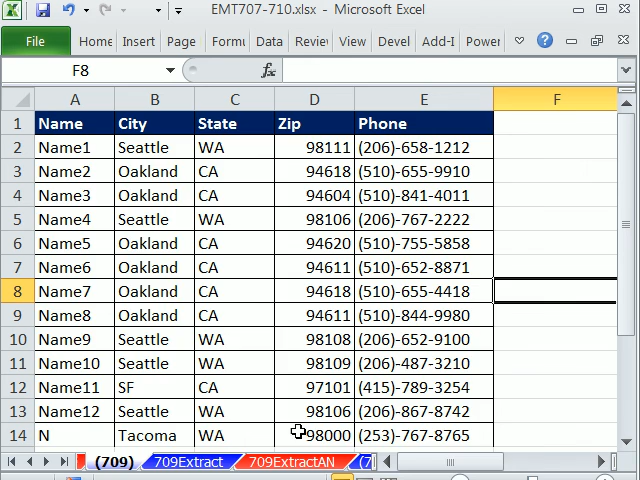 EMT707-710.xlsx - Microsoft Excel
File Home Insert Page Formu Data Review View Devel Add-I Power
F8 fx
A B C D E F
1 Name City State Zip Phone
2 Name1 Seattle WA 98111 (206)-658-1212
3 Name2 Oakland CA 94618 (510)-655-9910
4 Name3 Oakland CA 94604 (510)-841-4011
5 Name4 Seattle WA 98106 (206)-767-2222
6 Name5 Oakland CA 94620 (510)-755-5858
7 Name6 Oakland CA 94611 (510)-652-8871
8 Name7 Oakland CA 94618 (510)-655-4418
9 Name8 Oakland CA 94611 (510)-844-9980
10 Name9 Seattle WA 98108 (206)-652-9100
11 Name10 Seattle WA 98109 (206)-487-3210
12 Name11 SF CA 97101 (415)-789-3254
13 Name12 Seattle WA 98106 (206)-867-8742
14 N Tacoma WA 98000 (253)-767-8765
(709) 709Extract 709ExtractAN (7